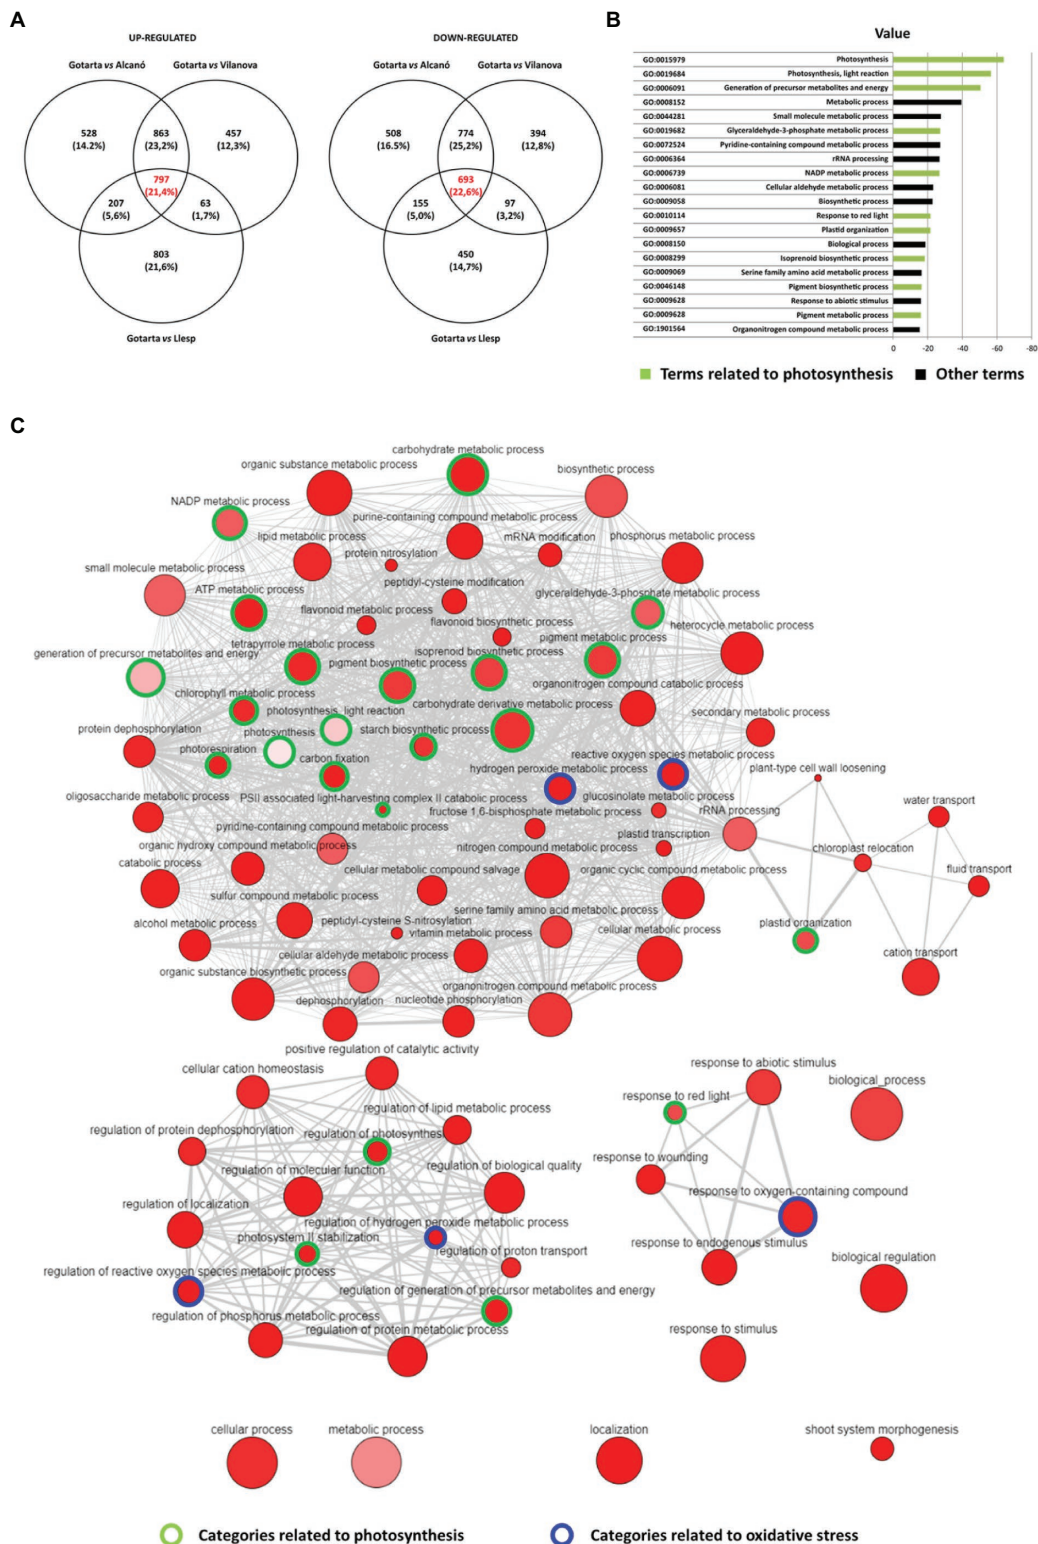 A
UP-REGULATED
Gotarta vs Alcanó
Gotarta vs Vilanova
528
(14.2%)
863
(23,2%)
457
(12,3%)
797
(21,4%)
207
(5,6%)
63
(1,7%)
803
(21,6%)
Gotarta vs Llesp
DOWN-REGULATED
Gotarta vs Alcanó
Gotarta vs Vilanova
508
(16.5%)
774
(25,2%)
394
(12,8%)
693
(22,6%)
155
(5,0%)
97
(3,2%)
450
(14,7%)
Gotarta vs Llesp
B
Value
GO:0015979 Photosynthesis
GO:0019684 Photosynthesis, light reaction
GO:0006091 Generation of precursor metabolites and energy
GO:0008152 Metabolic process
GO:0044281 Small molecule metabolic process
GO:0019682 Glyceraldehyde-3-phosphate metabolic process
GO:0072524 Pyridine-containing compound metabolic process
GO:0006364 rRNA processing
GO:0006739 NADP metabolic process
GO:0006081 Cellular aldehyde metabolic process
GO:0009058 Biosynthetic process
GO:0010114 Response to red light
GO:0009657 Plastid organization
GO:0008150 Biological process
GO:0008299 Isoprenoid biosynthetic process
GO:0009069 Serine family amino acid metabolic process
GO:0046148 Pigment biosynthetic process
GO:0009628 Response to abiotic stimulus
GO:0009628 Pigment metabolic process
GO:1901564 Organonitrogen compound metabolic process
0 -20 -40 -60 -80
Terms related to photosynthesis Other terms
C
carbohydrate metabolic process
organic substance metabolic process
biosynthetic process
NADP metabolic process
purine-containing compound metabolic process
lipid metabolic process
mRNA modification
phosphorus metabolic process
protein nitrosylation
small molecule metabolic process
peptidyl-cysteine modification
ATP metabolic process
glyceraldehyde-3-phosphate metabolic process
flavonoid metabolic process
flavonoid biosynthetic process
heterocycle metabolic process
tetrapyrrole metabolic process
pigment metabolic process
generation of precursor metabolites and energy
isoprenoid biosynthetic process
pigment biosynthetic process
organonitrogen compound catabolic process
chlorophyll metabolic process
carbohydrate derivative metabolic process
photosynthesis, light reaction
secondary metabolic process
protein dephosphorylation
photosynthesis
starch biosynthetic process
photorespiration
carbon fixation
reactive oxygen species metabolic process
hydrogen peroxide metabolic process
plant-type cell wall loosening
oligosaccharide metabolic process
PSII associated light-harvesting complex II catabolic process
glucosinolate metabolic process
water transport
fructose 1,6-bisphosphate metabolic process
rRNA processing
pyridine-containing compound metabolic process
plastid transcription
organic hydroxy compound metabolic process
nitrogen compound metabolic process
chloroplast relocation
catabolic process
cellular metabolic compound salvage
organic cyclic compound metabolic process
fluid transport
sulfur compound metabolic process
serine family amino acid metabolic process
alcohol metabolic process
peptidyl-cysteine S-nitrosylation
plastid organization
vitamin metabolic process
cellular metabolic process
cellular aldehyde metabolic process
cation transport
organic substance biosynthetic process
organonitrogen compound metabolic process
dephosphorylation
nucleotide phosphorylation
positive regulation of catalytic activity
cellular cation homeostasis
response to abiotic stimulus
biological_process
regulation of lipid metabolic process
response to red light
regulation of protein dephosphorylation
regulation of photosynthesis
response to wounding
regulation of molecular function
regulation of biological quality
response to oxygen-containing compound
regulation of localization
regulation of hydrogen peroxide metabolic process
photosystem II stabilization
response to endogenous stimulus
regulation of proton transport
biological regulation
regulation of reactive oxygen species metabolic process
regulation of generation of precursor metabolites and energy
regulation of phosphorus metabolic process
regulation of protein metabolic process
response to stimulus
cellular process
metabolic process
localization
shoot system morphogenesis
Categories related to photosynthesis Categories related to oxidative stress